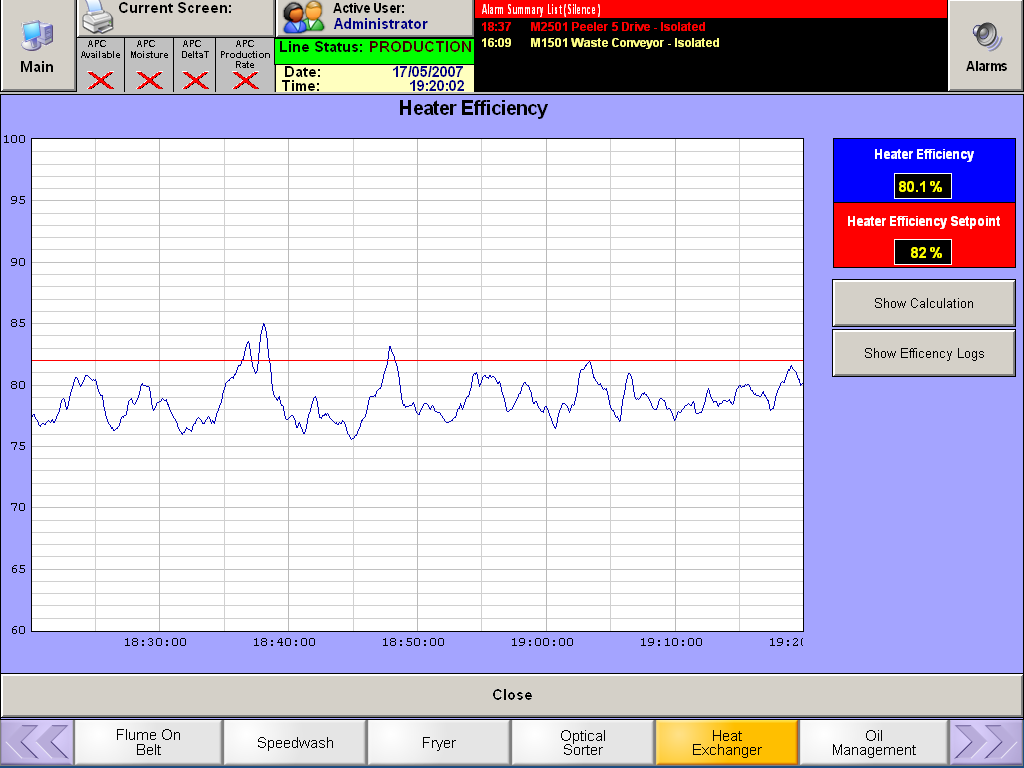 Main
Current Screen:
APC Available
APC Moisture
APC DeltaT
APC Production Rate
Active User:
Administrator
Line Status: PRODUCTION
Date: 17/05/2007
Time: 19:20:02
Alarm Summary List(Silence)
18:37 M2501 Peeler 5 Drive - Isolated
16:09 M1501 Waste Conveyor - Isolated
Alarms
Heater Efficiency
100
95
90
85
80
75
70
65
60
18:30:00 18:40:00 18:50:00 19:00:00 19:10:00 19:20
Heater Efficiency
80.1 %
Heater Efficiency Setpoint
82 %
Show Calculation
Show Efficency Logs
Close
Flume On
Belt
Speedwash
Fryer
Optical
Sorter
Heat
Exchanger
Oil
Management